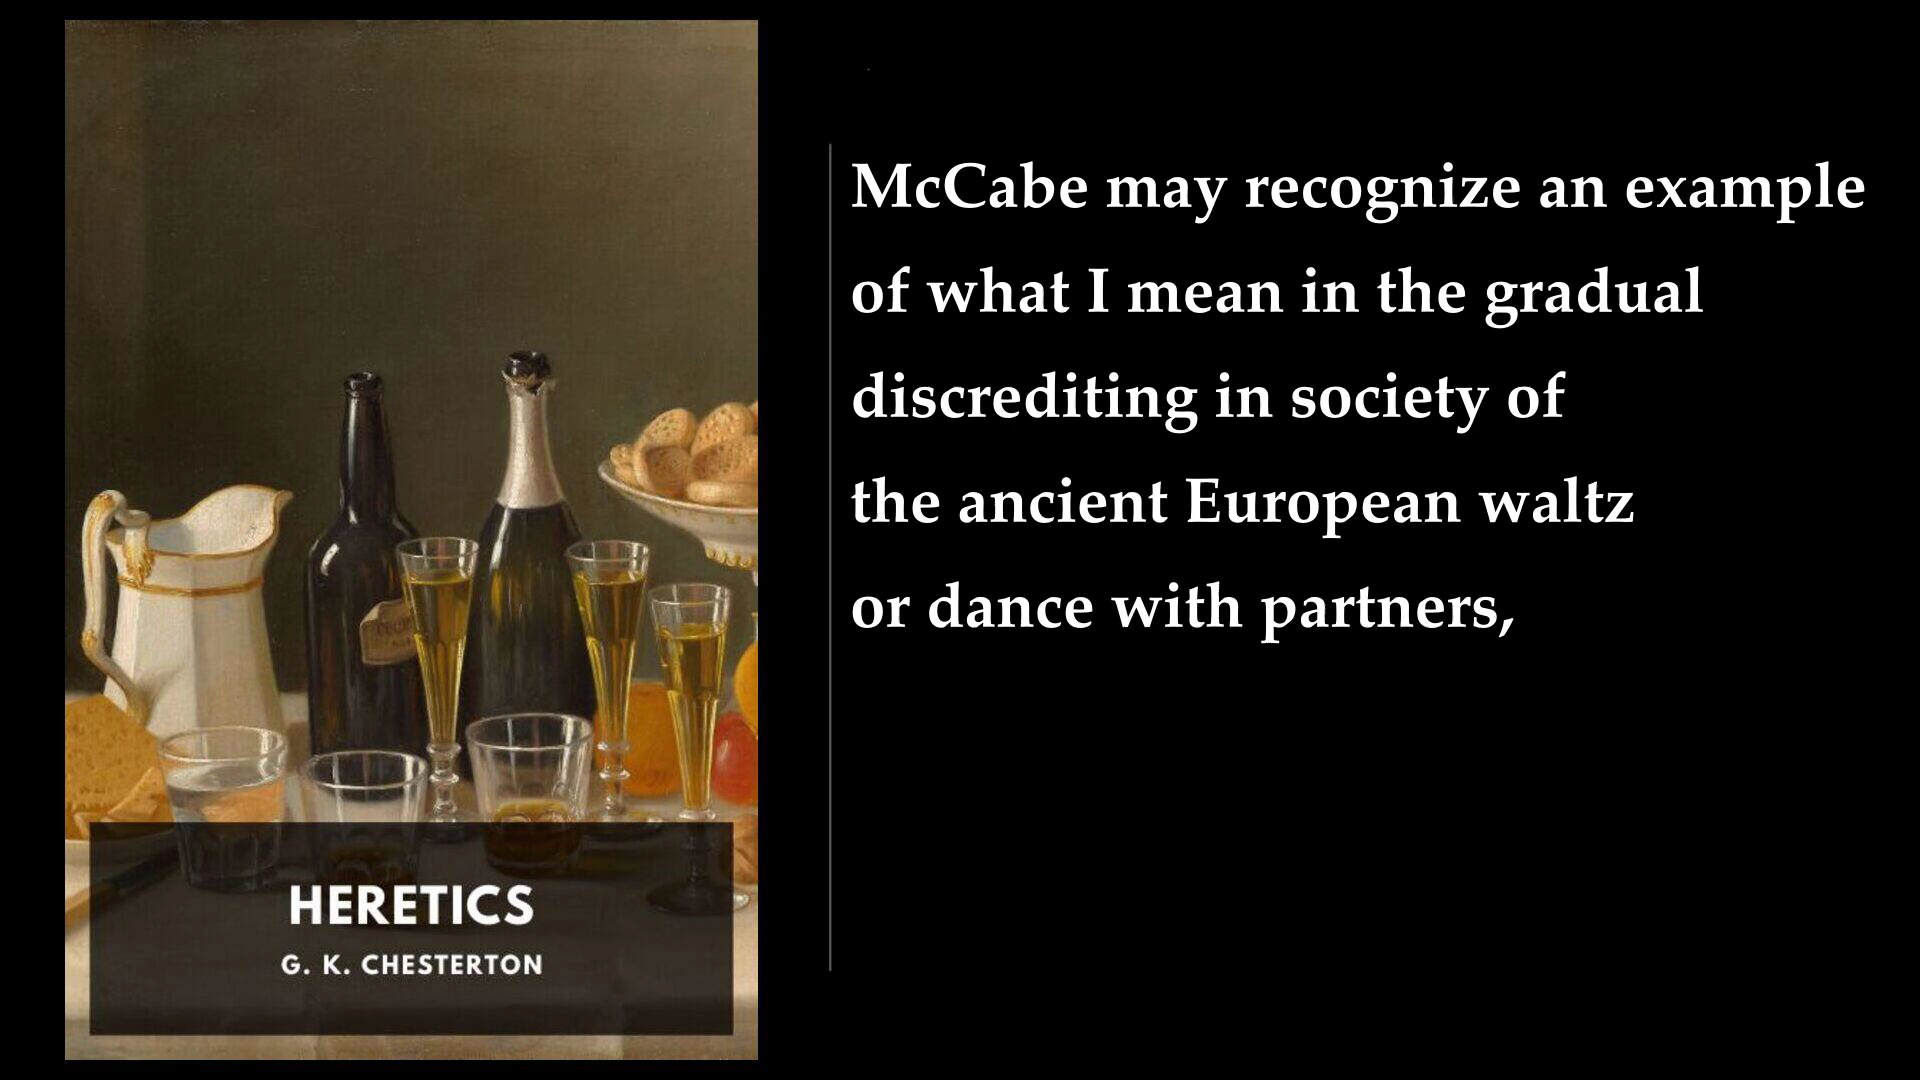 McCabe may recognize an example
of what I mean in the gradual
discrediting in society of
the ancient European waltz
or dance with partners,
HERETICS
G. K. CHESTERTON